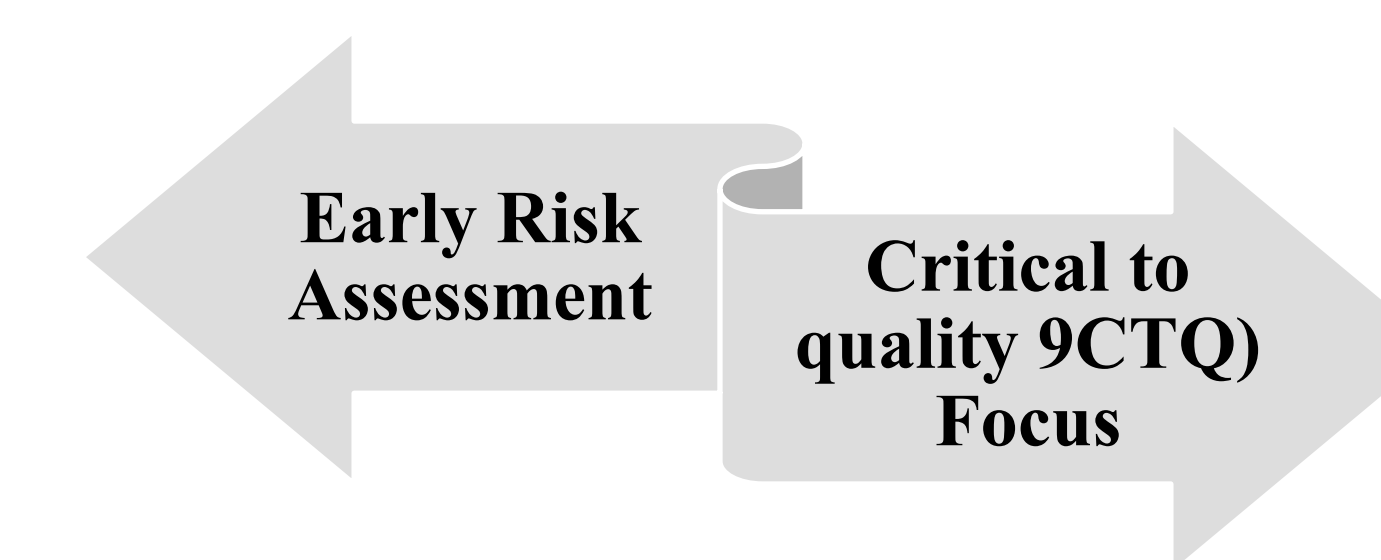 Early Risk
Assessment
Critical to
quality 9CTQ)
Focus